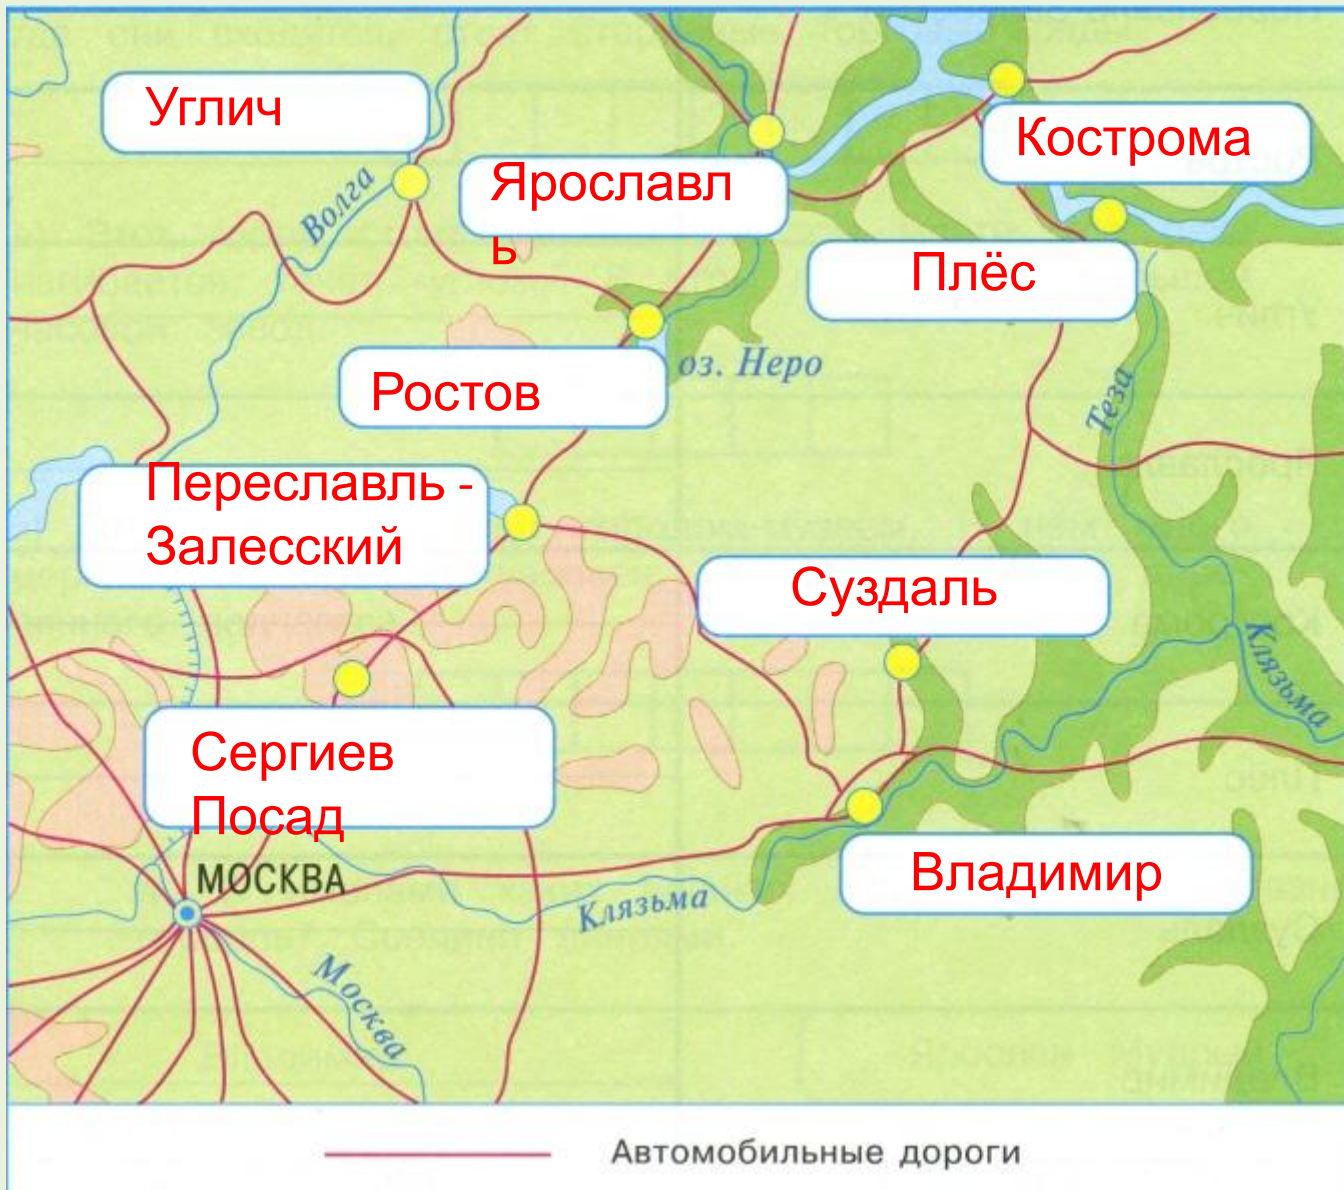 Углич
Кострома
Ярославл
ь
Волга
Плёс
оз. Неро
Ростов
Теза
Переславль -
Залесский
Суздаль
Клязьма
Сергиев
Посад
МОСКВА
Владимир
Клязьма
Москва
Автомобильные дороги